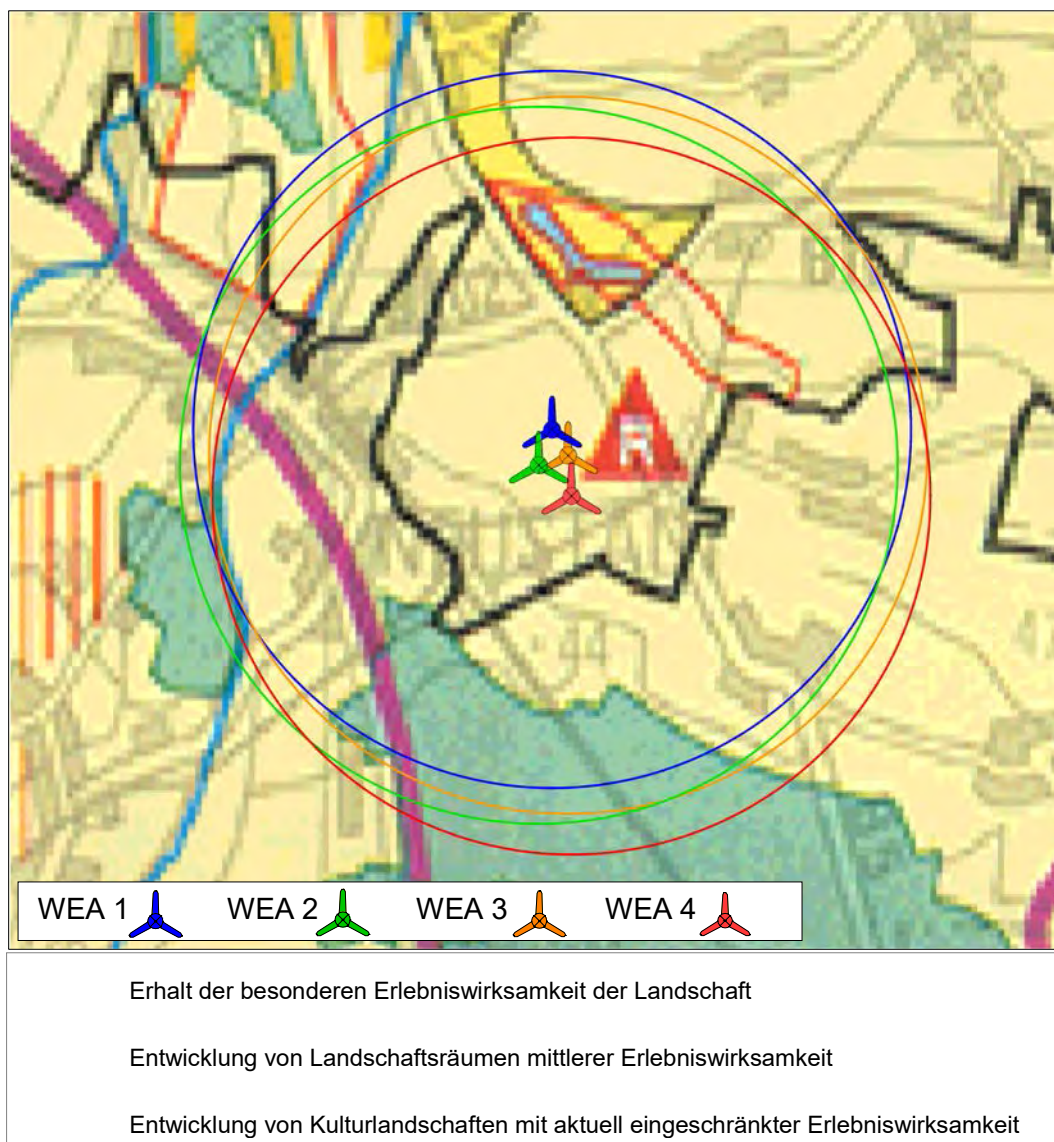 WEA 1 WEA 2 WEA 3 WEA 4
Erhalt der besonderen Erlebniswirksamkeit der Landschaft
Entwicklung von Landschaftsräumen mittlerer Erlebniswirksamkeit
Entwicklung von Kulturlandschaften mit aktuell eingeschränkter Erlebniswirksamkeit